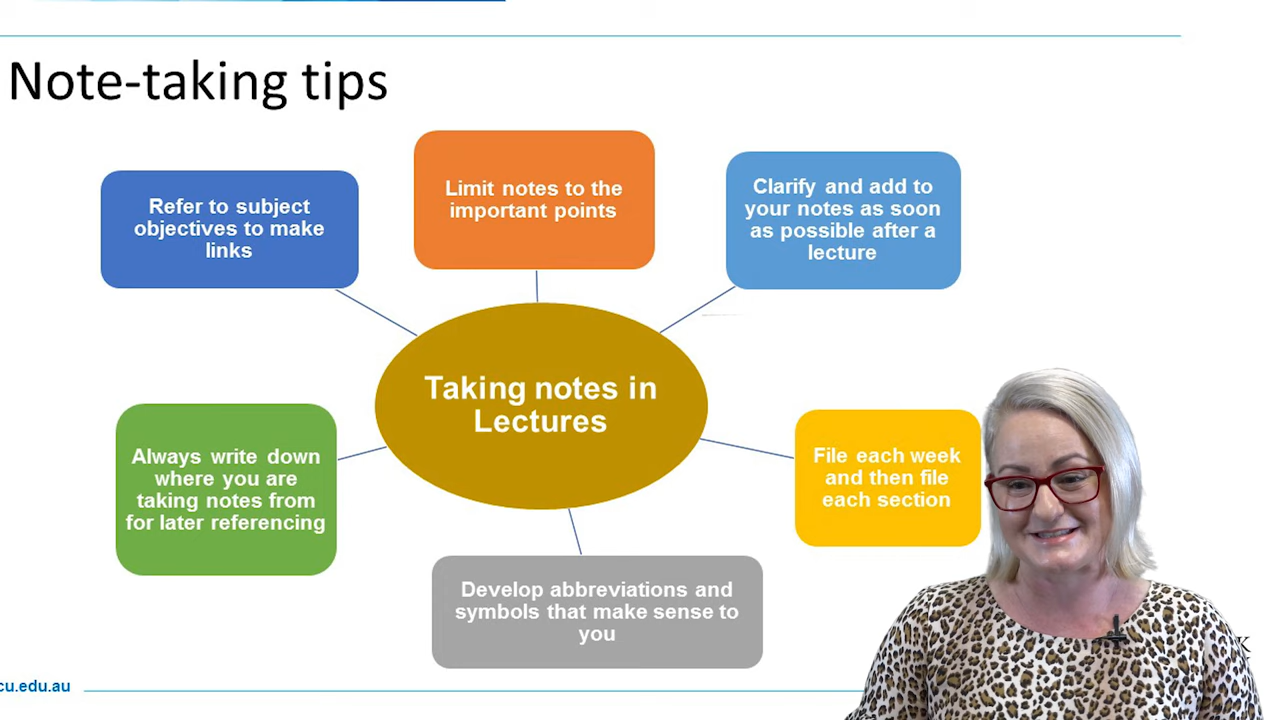 Note-taking tips
Refer to subject
objectives to make
links
Limit notes to the
important points
Clarify and add to
your notes as soon
as possible after a
lecture
Taking notes in
Lectures
Always write down
where you are
taking notes from
for later referencing
File each week
and then file
each section
Develop abbreviations and
symbols that make sense to
you
cu.edu.au